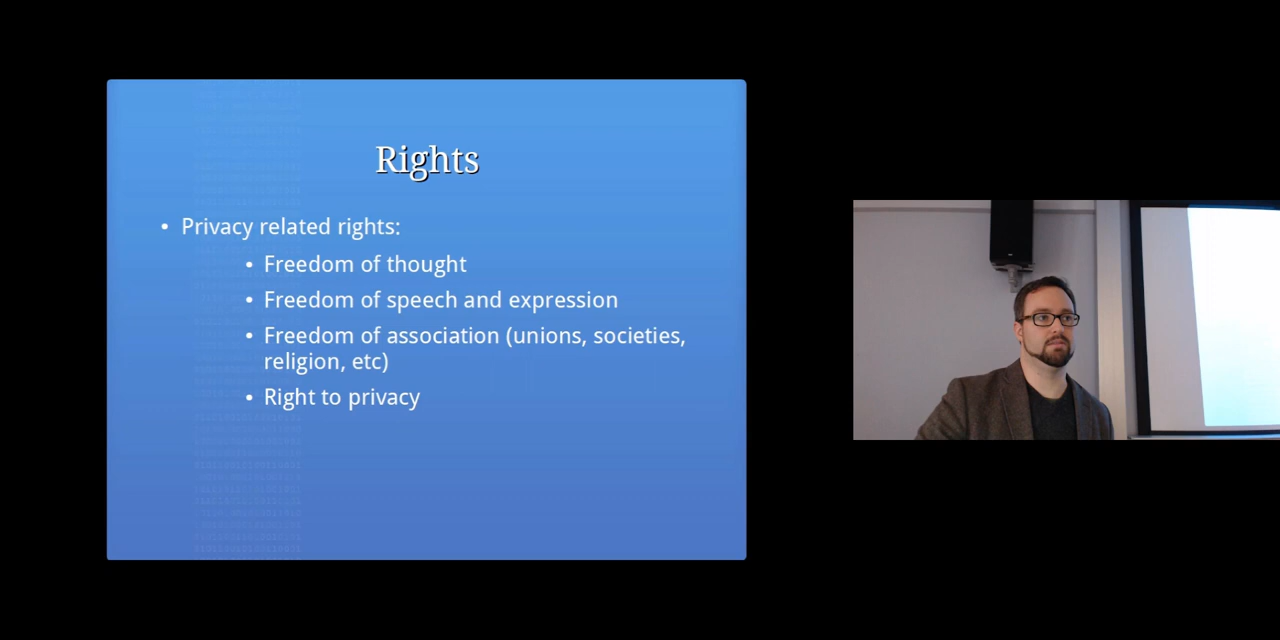 Rights
• Privacy related rights:
• Freedom of thought
• Freedom of speech and expression
• Freedom of association (unions, societies,
religion, etc)
• Right to privacy